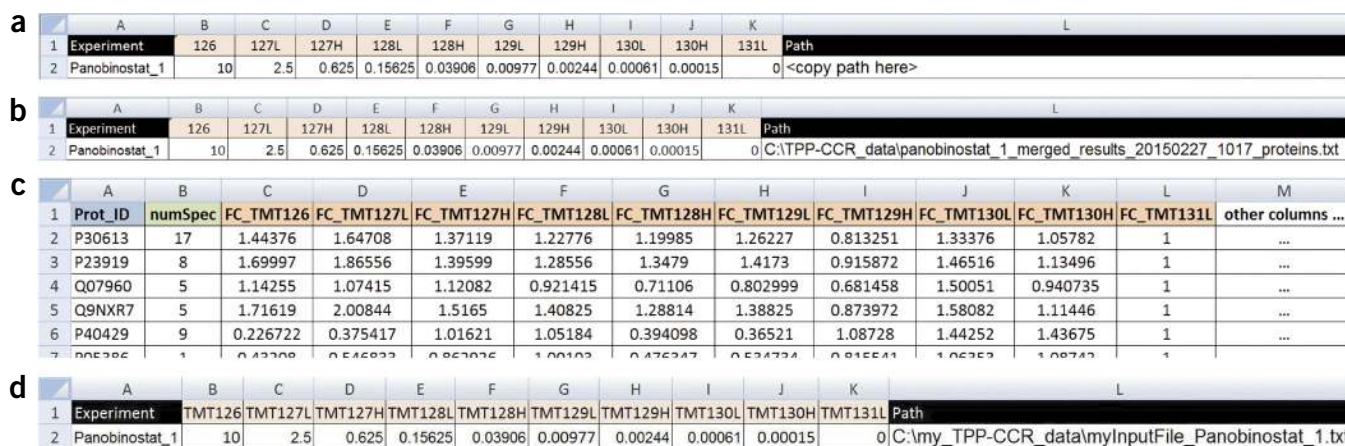 a
A B C D E F G H I J K L
1 Experiment 126 127L 127H 128L 128H 129L 129H 130L 130H 131L Path
2 Panobinostat_1 10 2.5 0.625 0.15625 0.03906 0.00977 0.00244 0.00061 0.00015 0 <copy path here>
b
A B C D E F G H I J K L
1 Experiment 126 127L 127H 128L 128H 129L 129H 130L 130H 131L Path
2 Panobinostat_1 10 2.5 0.625 0.15625 0.03906 0.00977 0.00244 0.00061 0.00015 0 C:\TPP-CCR_data\panobinostat_1_merged_results_20150227_1017_proteins.txt
c
A B C D E F G H I J K L M
1 Prot_ID numSpec FC_TMT126 FC_TMT127L FC_TMT127H FC_TMT128L FC_TMT128H FC_TMT129L FC_TMT129H FC_TMT130L FC_TMT130H FC_TMT131L other columns ...
2 P30613 17 1.44376 1.64708 1.37119 1.22776 1.19985 1.26227 0.813251 1.33376 1.05782 1 ...
3 P23919 8 1.69997 1.86556 1.39599 1.28556 1.3479 1.4173 0.915872 1.46516 1.13496 1 ...
4 Q07960 5 1.14255 1.07415 1.12082 0.921415 0.71106 0.802999 0.681458 1.50051 0.940735 1 ...
5 Q9NXR7 5 1.71619 2.00844 1.5165 1.40825 1.28814 1.38825 0.873972 1.58082 1.11446 1 ...
6 P40429 9 0.226722 0.375417 1.01621 1.05184 0.394098 0.36521 1.08728 1.44252 1.43675 1 ...
d
A B C D E F G H I J K L
1 Experiment TMT126 TMT127L TMT127H TMT128L TMT128H TMT129L TMT129H TMT130L TMT130H TMT131L Path
2 Panobinostat_1 10 2.5 0.625 0.15625 0.03906 0.00977 0.00244 0.00061 0.00015 0 C:\my_TPP-CCR_data\myInputFile_Panobinostat_1.tx